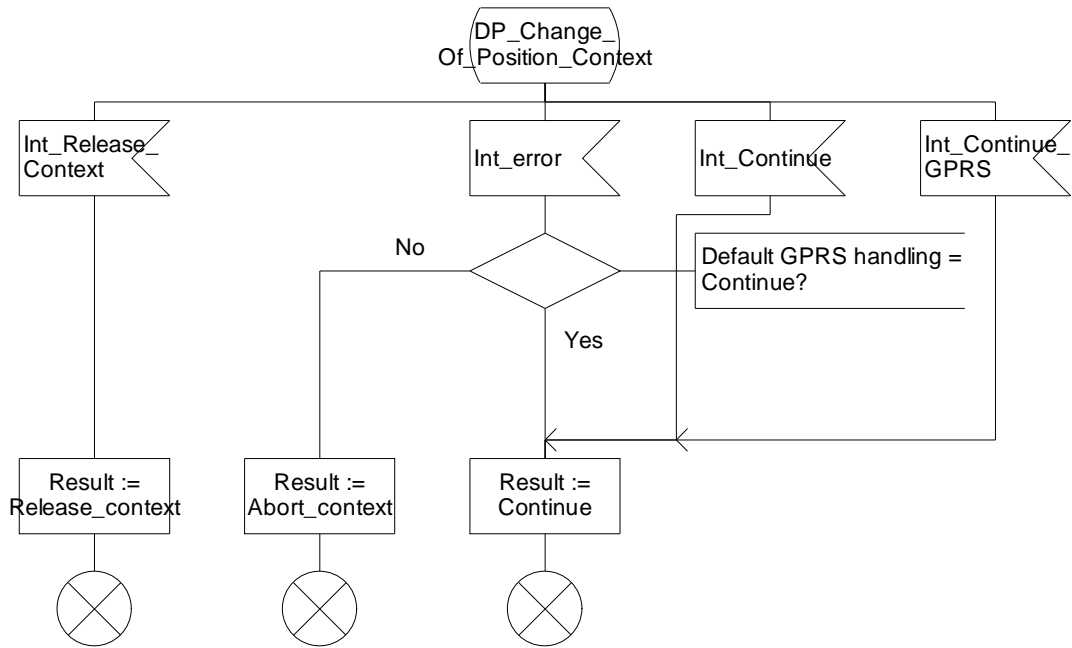 DP_Change_
Of_Position_Context
Int_Release_
Context
Int_error
Int_Continue
Int_Continue_
GPRS
No
Default GPRS handling =
Continue?
Yes
Result :=
Release_context
Result :=
Abort_context
Result :=
Continue